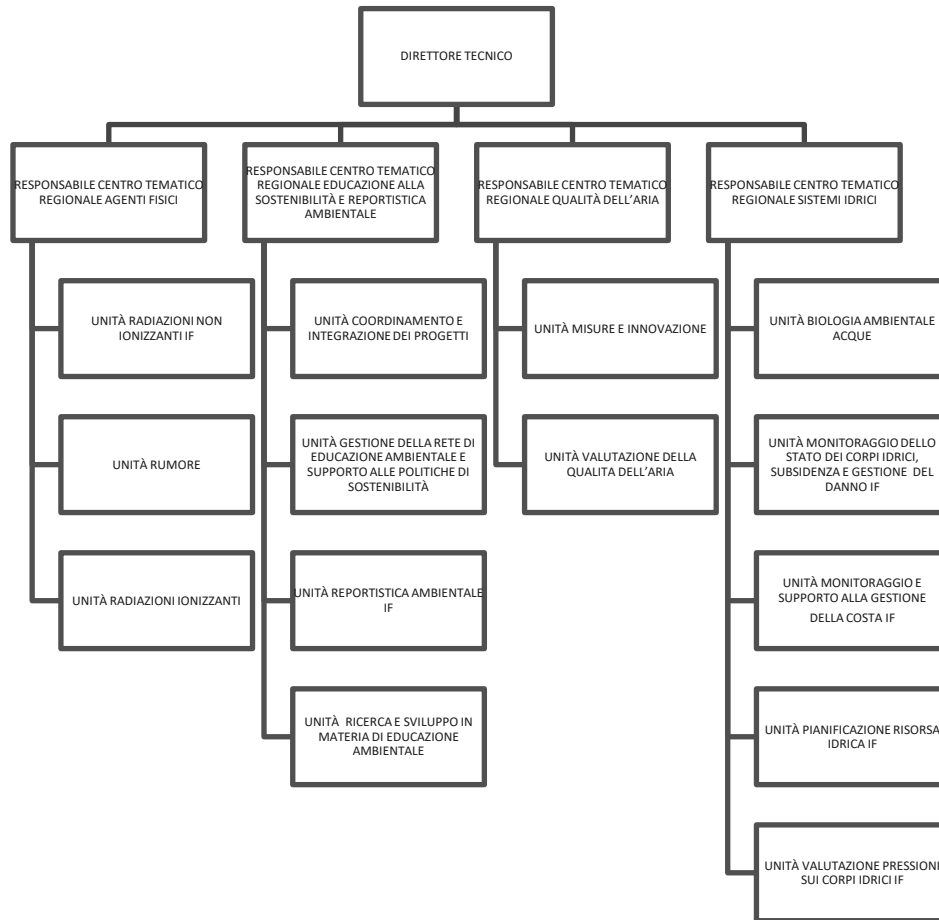 DIRETTORE TECNICO
RESPONSABILE CENTRO TEMATICO
REGIONALE AGENTI FISICI
UNITÀ RADIAZIONI NON
IONIZZANTI IF
UNITÀ RUMORE
UNITÀ RADIAZIONI IONIZZANTI
RESPONSABILE CENTRO TEMATICO
REGIONALE EDUCAZIONE ALLA
SOSTENIBILITÀ E REPORTISTICA
AMBIENTALE
UNITÀ COORDINAMENTO E
INTEGRAZIONE DEI PROGETTI
UNITÀ GESTIONE DELLA RETE DI
EDUCAZIONE AMBIENTALE E
SUPPORTO ALLE POLITICHE DI
SOSTENIBILITÀ
UNITÀ REPORTISTICA AMBIENTALE
IF
UNITÀ RICERCA E SVILUPPO IN
MATERIA DI EDUCAZIONE
AMBIENTALE
RESPONSABILE CENTRO TEMATICO
REGIONALE QUALITÀ DELL'ARIA
UNITÀ MISURE E INNOVAZIONE
UNITÀ VALUTAZIONE DELLA
QUALITA DELL'ARIA
RESPONSABILE CENTRO TEMATICO
REGIONALE SISTEMI IDRICI
UNITÀ BIOLOGIA AMBIENTALE
ACQUE
UNITÀ MONITORAGGIO DELLO
STATO DEI CORPI IDRICI,
SUBSIDENZA E GESTIONE DEL
DANNO IF
UNITÀ MONITORAGGIO E
SUPPORTO ALLA GESTIONE
DELLA COSTA IF
UNITÀ PIANIFICAZIONE RISORSA
IDRICA IF
UNITÀ VALUTAZIONE PRESSIONI
SUI CORPI IDRICI IF